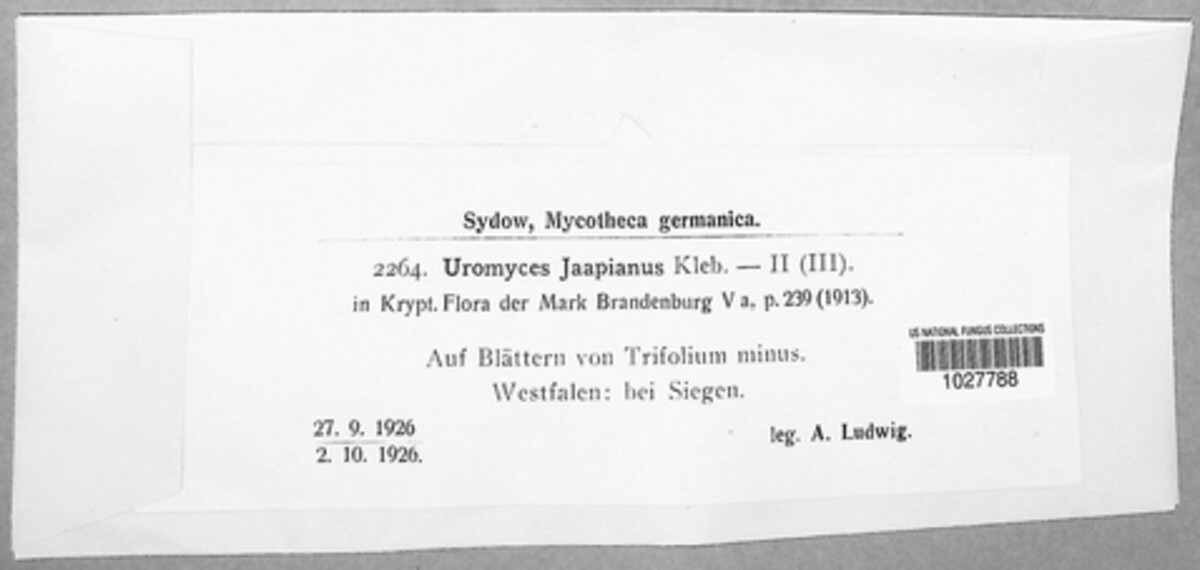 Sydow, Mycotheca germanica.
2264. Uromyces Jaapianus Kleb. — II (III).
in Krypt. Flora der Mark Brandenburg V a, p. 239 (1913).
US NATIONAL FUNGUS COLLECTIONS
1027788
Auf Blättern von Trifolium minus.
Westfalen: bei Siegen.
27. 9. 1926
2. 10. 1926.
leg. A. Ludwig.